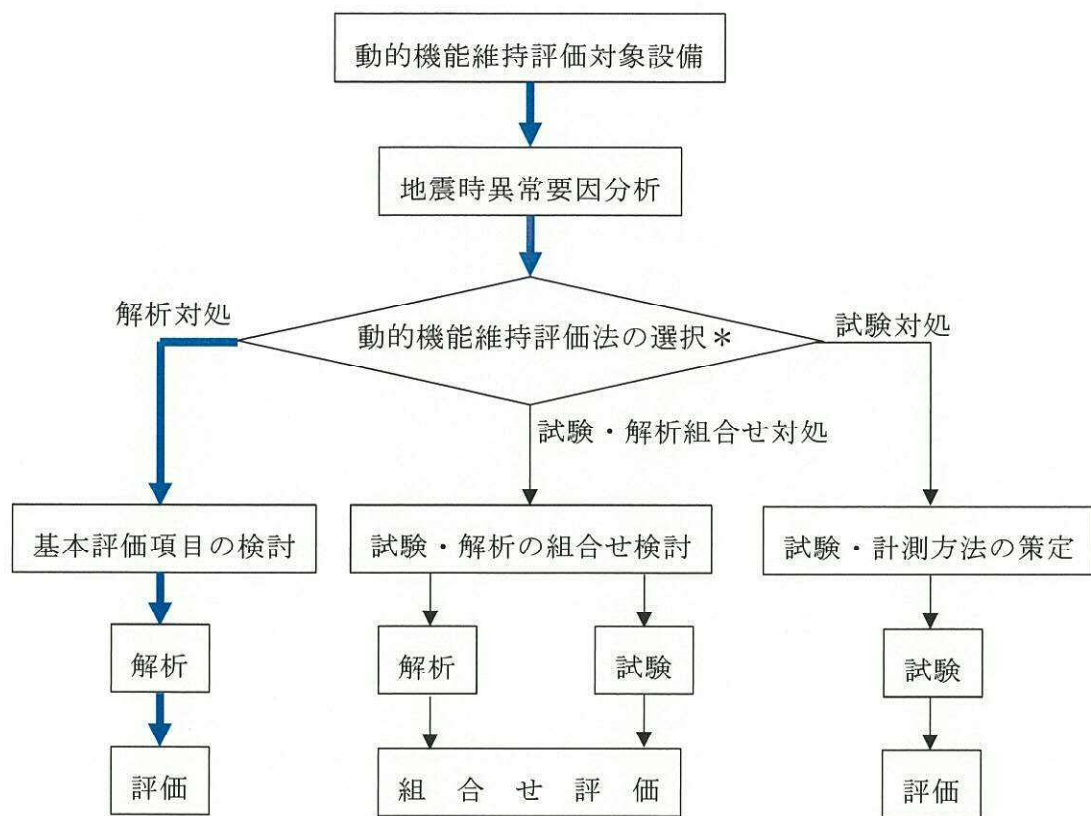 動的機能維持評価対象設備
地震時異常要因分析
動的機能維持評価法の選択＊
解析対処
試験対処
試験・解析組合せ対処
基本評価項目の検討
試験・解析の組合せ検討
試験・計測方法の策定
解析
解析
試験
試験
評価
組合せ評価
評価